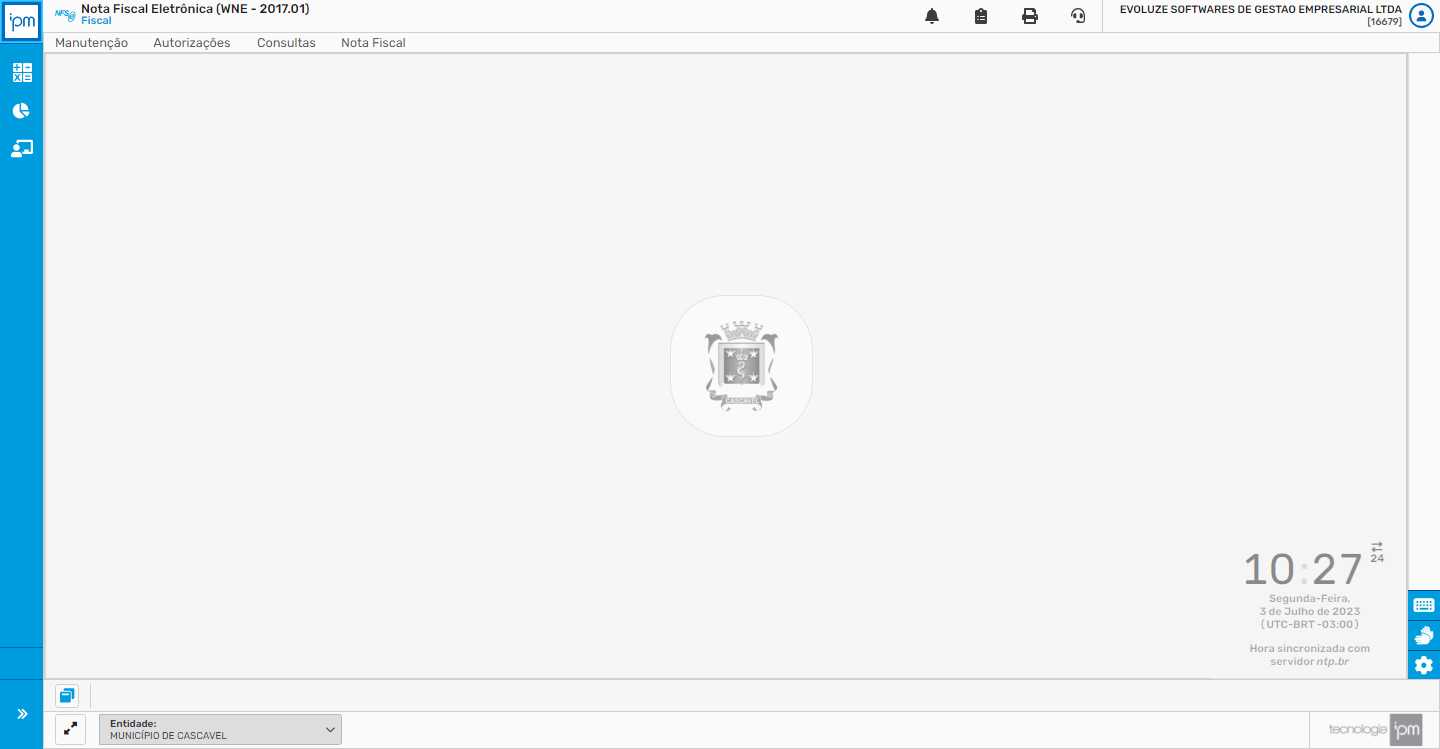 ipm
NFS@
Nota Fiscal Eletrônica (WNE - 2017.01)
Fiscal
EVOLUZE SOFTWARES DE GESTAO EMPRESARIAL LTDA
[16679]
Manutenção Autorizações Consultas Nota Fiscal
CASCAVEL
10:27
24
Segunda-Feira,
3 de Julho de 2023
(UTC-BRT -03:00)
Hora sincronizada com
servidor ntp.br
Entidade:
MUNICÍPIO DE CASCAVEL
tecnologia ipm